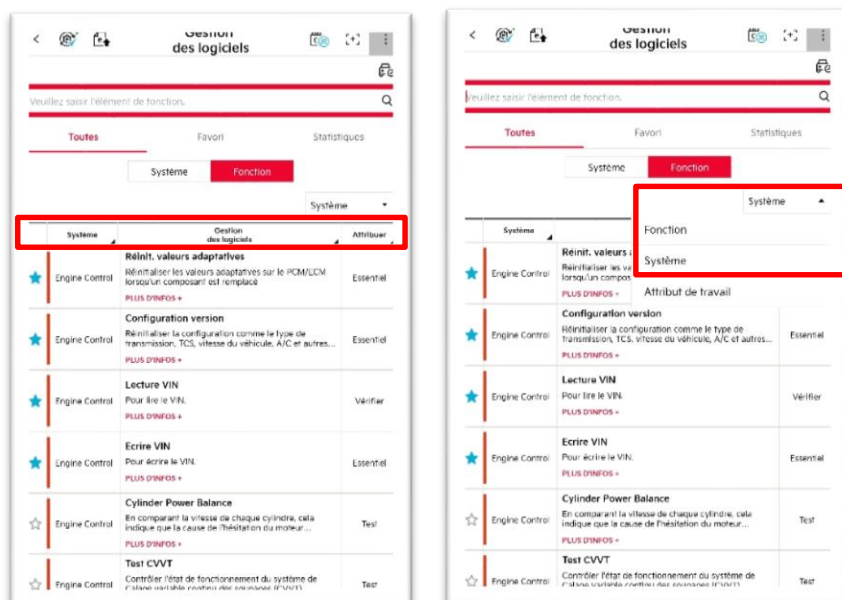 Gestion
des logiciels
Veuillez saisir l'élément de fonction.
Toutes Favori Statistiques
Système Fonction
Système
Système Gestion des logiciels Attribuer
Réinit. valeurs adaptatives
Engine Control Réinitialiser les valeurs adaptatives sur le PCM/ECM Essentiel
lorsqu'un composant est remplacé
PLUS D'INFOS +
Configuration version
Engine Control Réinitialiser la configuration comme le type de Essentiel
transmission, TCS, vitesse du véhicule, A/C et autres...
PLUS D'INFOS +
Lecture VIN
Engine Control Pour lire le VIN. Vérifier
PLUS D'INFOS +
Ecrire VIN
Engine Control Pour écrire le VIN. Essentiel
PLUS D'INFOS +
Cylinder Power Balance
Engine Control En comparant la vitesse de chaque cylindre, cela Test
indique que la cause de l'hésitation du moteur...
PLUS D'INFOS +
Test CVVT
Engine Control Contrôler l'état de fonctionnement du système de Test
Calage variable continu des soupapes (CVVT)
Gestion
des logiciels
Veuillez saisir l'élément de fonction.
Toutes Favori Statistiques
Système Fonction
Système
Fonction
Système
Attribut de travail
Système
Réinit. valeurs
Engine Control Réinitialiser les va
lorsqu'un compos
PLUS D'INFOS +
Configuration version
Engine Control Réinitialiser la configuration comme le type de Essentiel
transmission, TCS, vitesse du véhicule, A/C et autres...
PLUS D'INFOS +
Lecture VIN
Engine Control Pour lire le VIN. Vérifier
PLUS D'INFOS +
Ecrire VIN
Engine Control Pour écrire le VIN. Essentiel
PLUS D'INFOS +
Cylinder Power Balance
Engine Control En comparant la vitesse de chaque cylindre, cela Test
indique que la cause de l'hésitation du moteur...
PLUS D'INFOS +
Test CVVT
Engine Control Contrôler l'état de fonctionnement du système de Test
Calage variable continu des soupapes (CVVT)